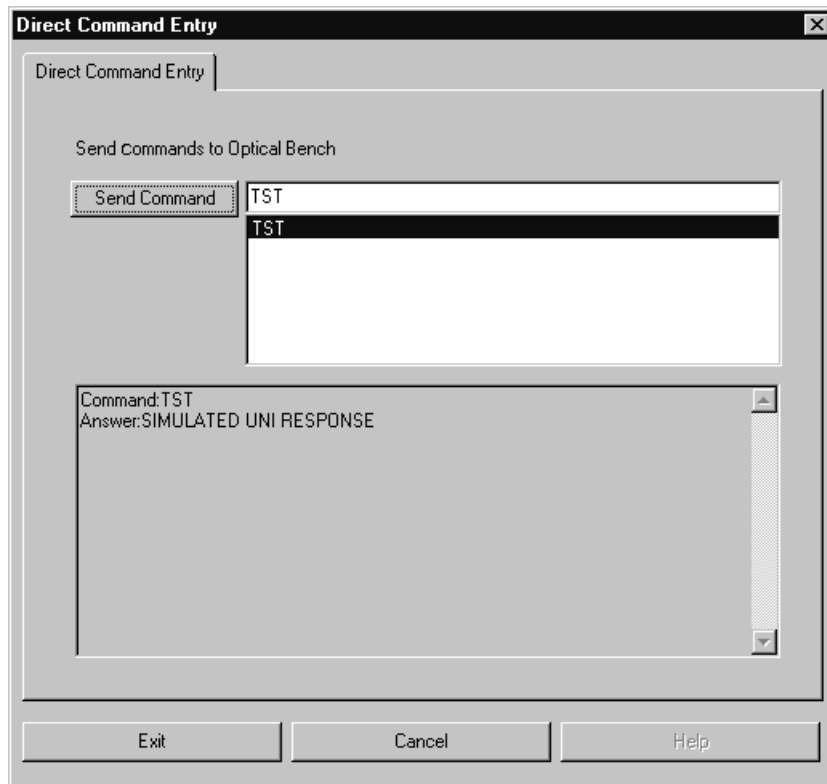 Direct Command Entry
Direct Command Entry
Send Commands to Optical Bench
Send Command
TST
TST
Command:TST
Answer:SIMULATED UNI RESPONSE
Exit
Cancel
Help